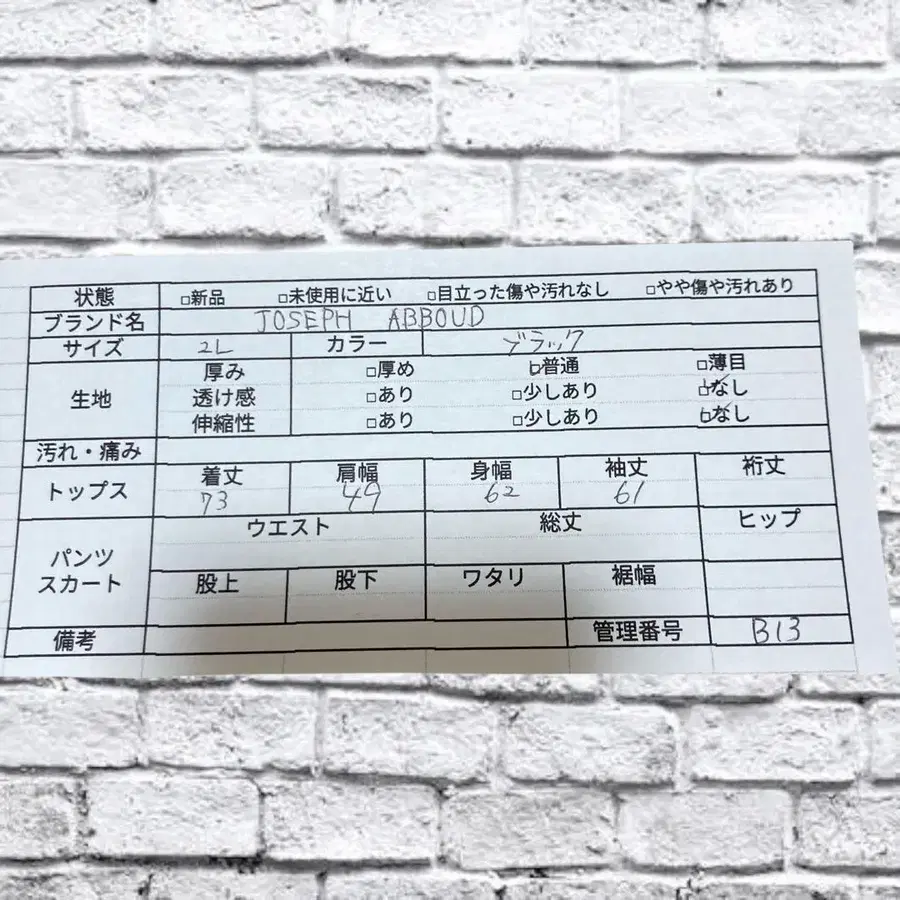 状態 □新品 □未使用に近い □目立った傷や汚れなし □やや傷や汚れあり
ブランド名 JOSEPH ABBOUD
サイズ 2L カラー ブラック
生地 厚み □厚め □普通 □薄目
透け感 □あり □少しあり □なし
伸縮性 □あり □少しあり □なし
汚れ・痛み
トップス 着丈 肩幅 身幅 袖丈 裄丈
73 49 62 61
パンツ スカート ウエスト 総丈 ヒップ
股上 股下 ワタリ 裾幅
備考 管理番号 B13